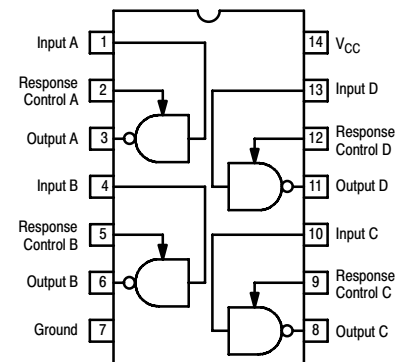 Input A 1
Response
Control A 2
Output A 3
Input B 4
Response
Control B 5
Output B 6
Ground 7
14 VCC
13 Input D
12 Response
Control D
11 Output D
10 Input C
9 Response
Control C
8 Output C